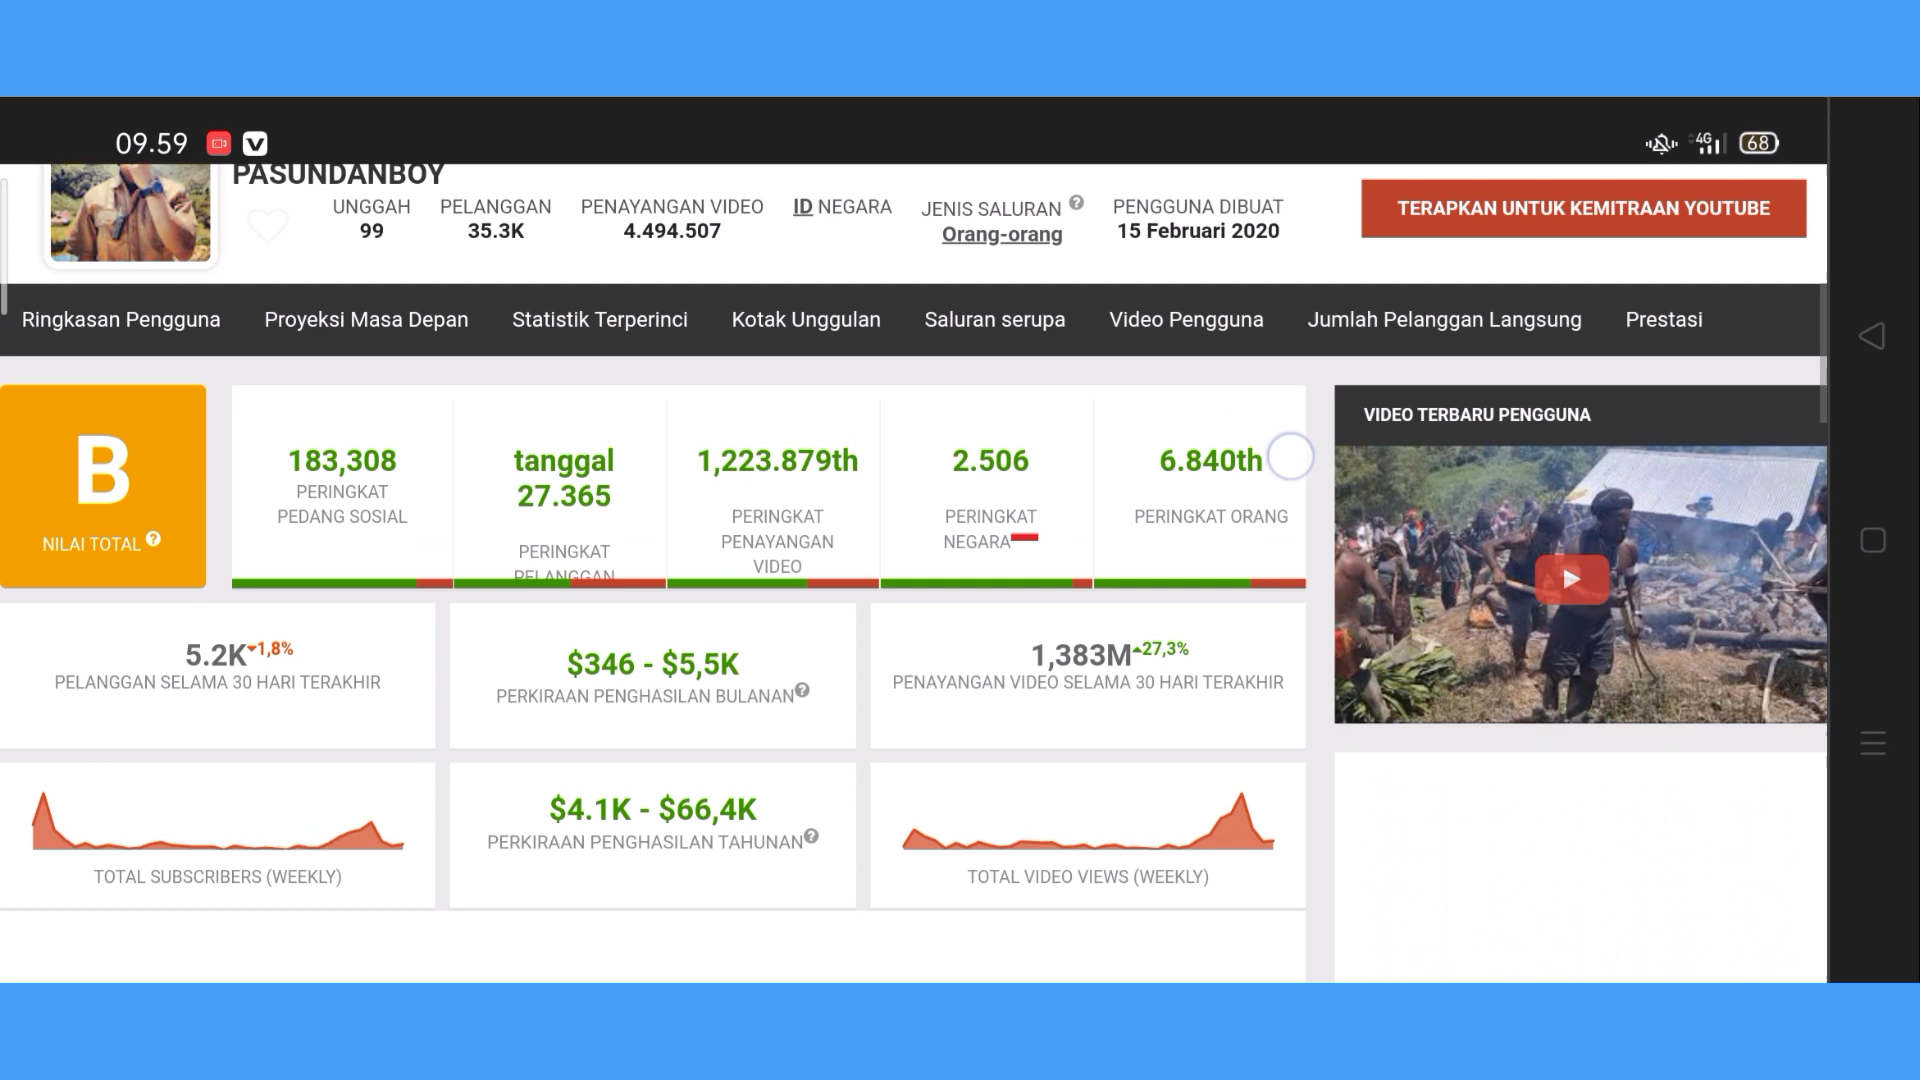 09.59
4G
68
PASUNDANBOY
UNGGAH
99
PELANGGAN
35.3K
PENAYANGAN VIDEO
4.494.507
ID NEGARA
JENIS SALURAN ?
Orang-orang
PENGGUNA DIBUAT
15 Februari 2020
TERAPKAN UNTUK KEMITRAAN YOUTUBE
Ringkasan Pengguna
Proyeksi Masa Depan
Statistik Terperinci
Kotak Unggulan
Saluran serupa
Video Pengguna
Jumlah Pelanggan Langsung
Prestasi
B
NILAI TOTAL ?
183,308
PERINGKAT
PEDANG SOSIAL
tanggal
27.365
PERINGKAT
PELANGGAN
1,223.879th
PERINGKAT
PENAYANGAN
VIDEO
2.506
PERINGKAT
NEGARA
6.840th
PERINGKAT ORANG
VIDEO TERBARU PENGGUNA
5.2K 1,8%
PELANGGAN SELAMA 30 HARI TERAKHIR
$346 - $5,5K
PERKIRAAN PENGHASILAN BULANAN ?
1,383M 27,3%
PENAYANGAN VIDEO SELAMA 30 HARI TERAKHIR
TOTAL SUBSCRIBERS (WEEKLY)
$4.1K - $66,4K
PERKIRAAN PENGHASILAN TAHUNAN ?
TOTAL VIDEO VIEWS (WEEKLY)